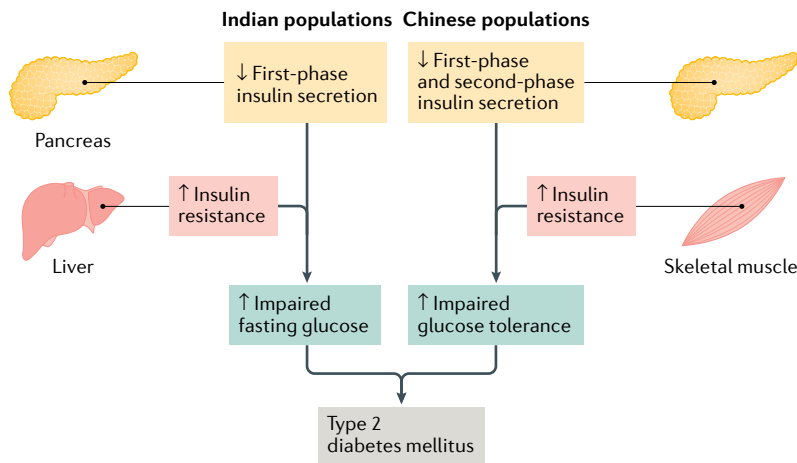 Indian populations
Chinese populations
↓ First-phase
insulin secretion
↓ First-phase
and second-phase
insulin secretion
Pancreas
↑ Insulin
resistance
↑ Insulin
resistance
Liver
Skeletal muscle
↑ Impaired
fasting glucose
↑ Impaired
glucose tolerance
Type 2
diabetes mellitus